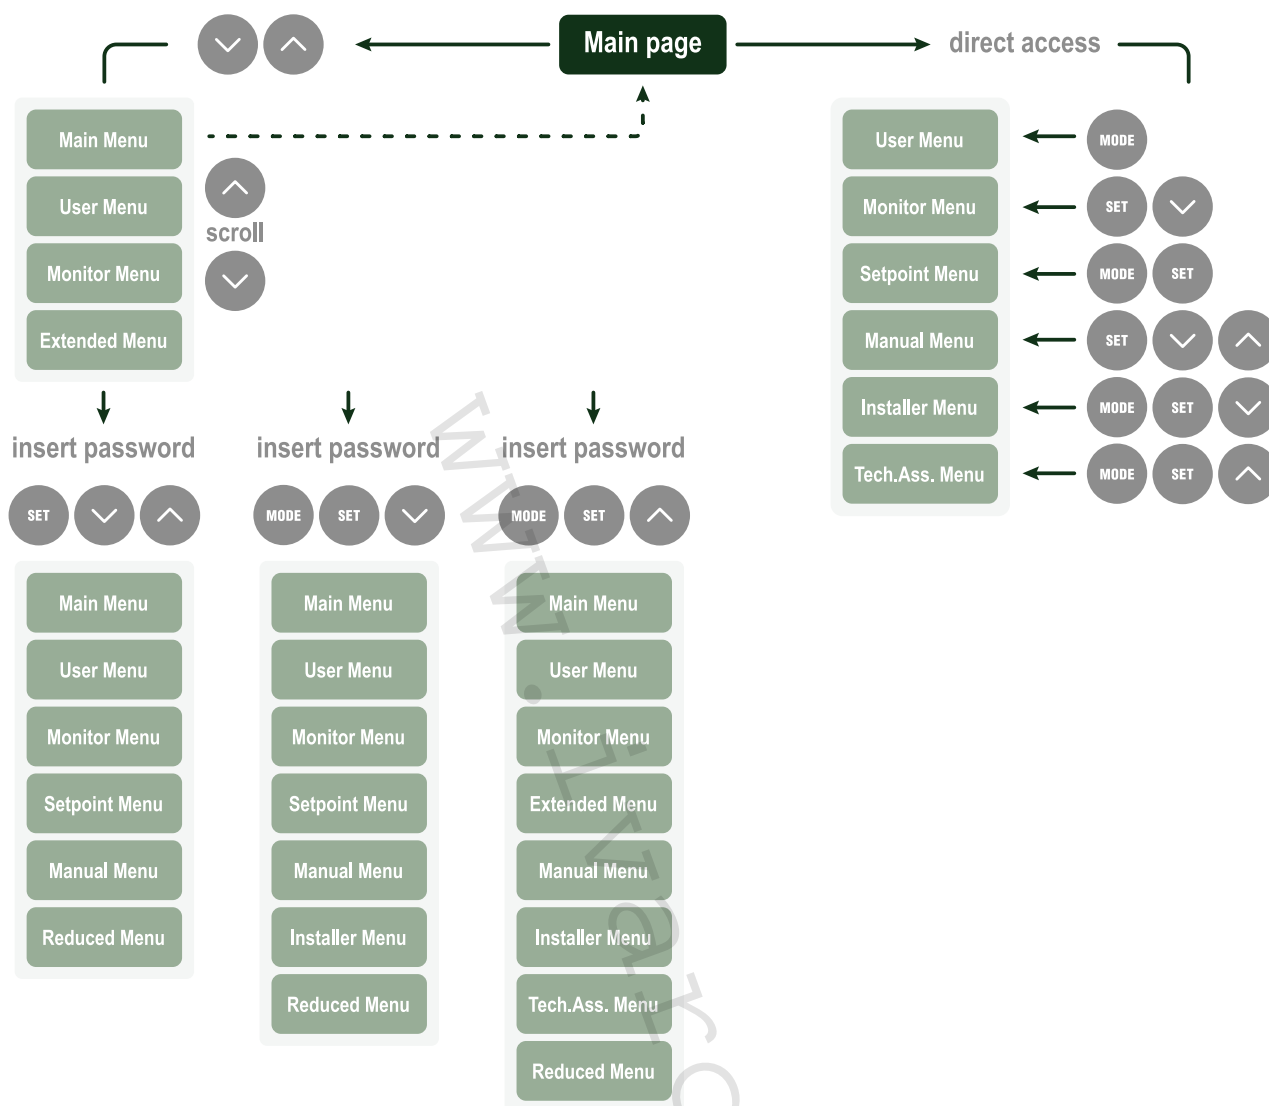 Main page
direct access
Main Menu
User Menu
Monitor Menu
Extended Menu
scroll
User Menu
MODE
Monitor Menu
SET
Setpoint Menu
MODE SET
Manual Menu
SET
Installer Menu
MODE SET
Tech.Ass. Menu
MODE SET
insert password
SET
Main Menu
User Menu
Monitor Menu
Setpoint Menu
Manual Menu
Reduced Menu
insert password
MODE SET
Main Menu
User Menu
Monitor Menu
Setpoint Menu
Manual Menu
Installer Menu
Reduced Menu
insert password
MODE SET
Main Menu
User Menu
Monitor Menu
Extended Menu
Manual Menu
Installer Menu
Tech.Ass. Menu
Reduced Menu
www.ivarc